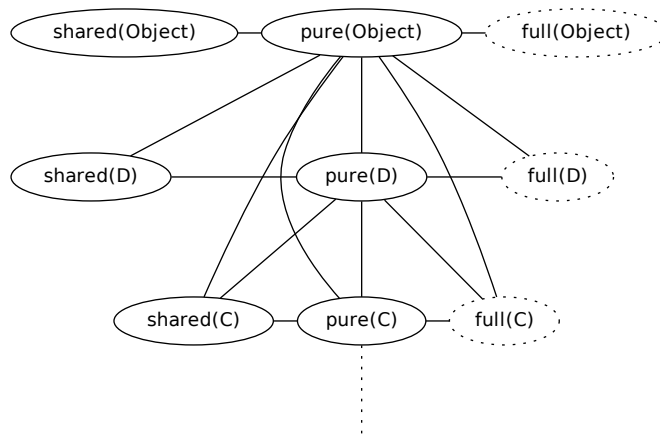 shared(Object) pure(Object) full(Object)
shared(D) pure(D) full(D)
shared(C) pure(C) full(C)